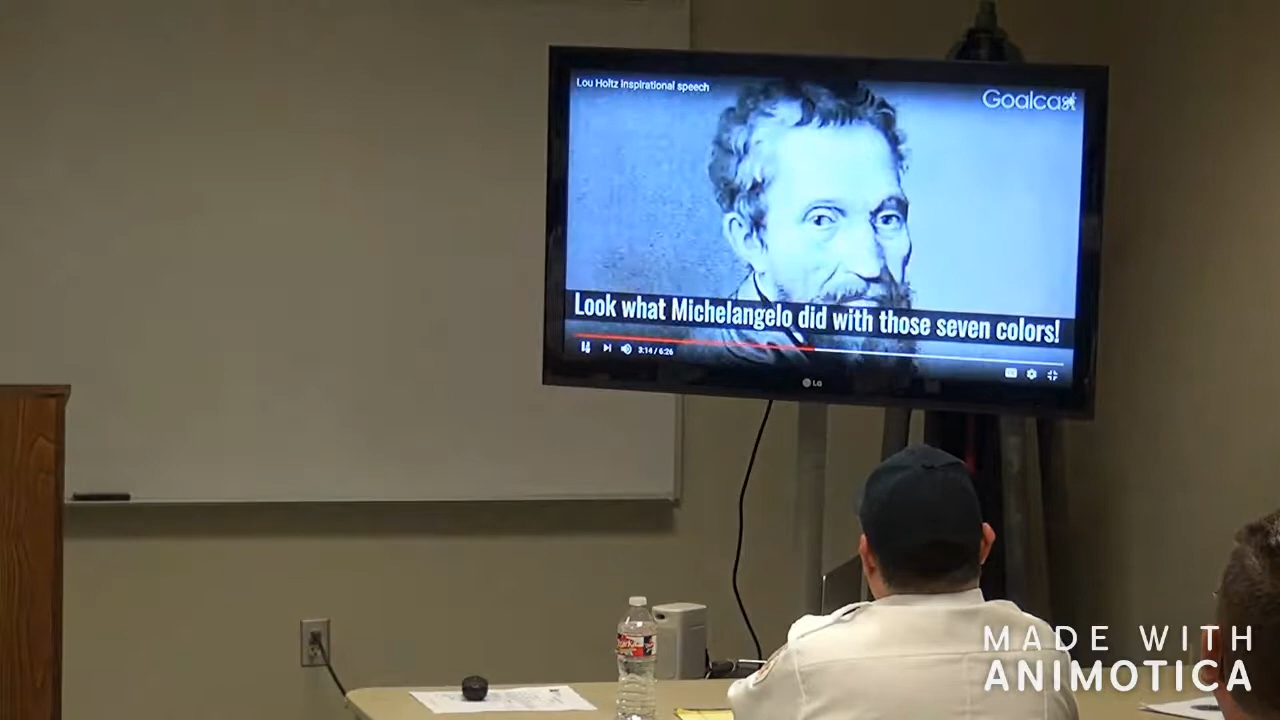 Lou Holtz Inspirational speech
Goalcast
Look what Michelangelo did with those seven colors!
3:14 / 6:26
LG
MADE WITH
ANIMOTICA